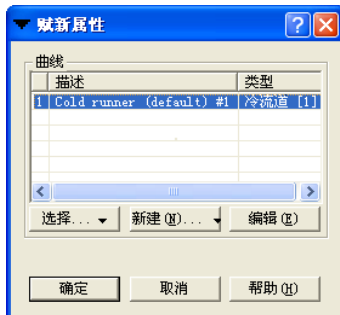 赋新属性
曲线
描述 类型
1 Cold runner (default) #1 冷流道 [1]
选择... 新建(N)... 编辑(E)
确定 取消 帮助(H)